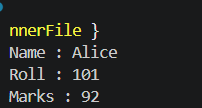 nnerFile }
Name : Alice
Roll : 101
Marks : 92